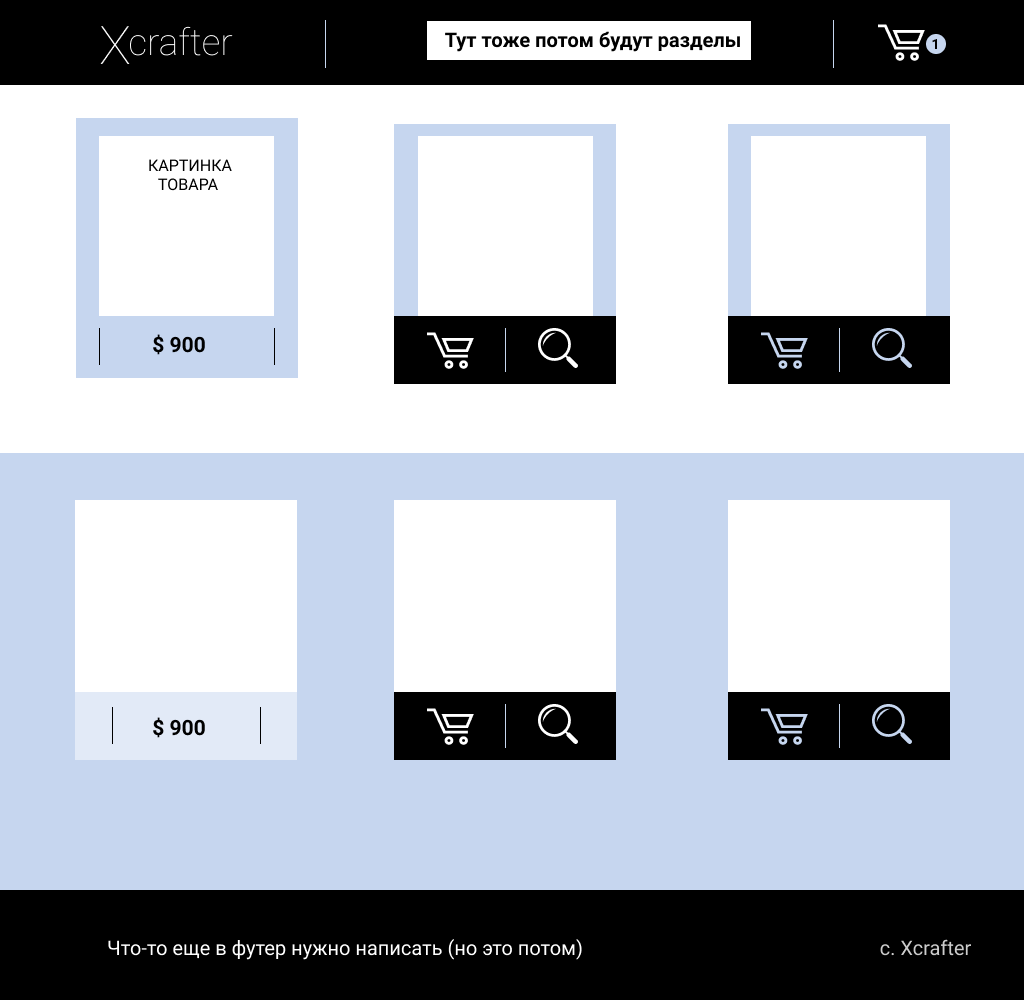 Xcrafter
Тут тоже потом будут разделы
1
КАРТИНКА
ТОВАРА
$ 900
$ 900
Что-то еще в футер нужно написать (но это потом)
c. Xcrafter